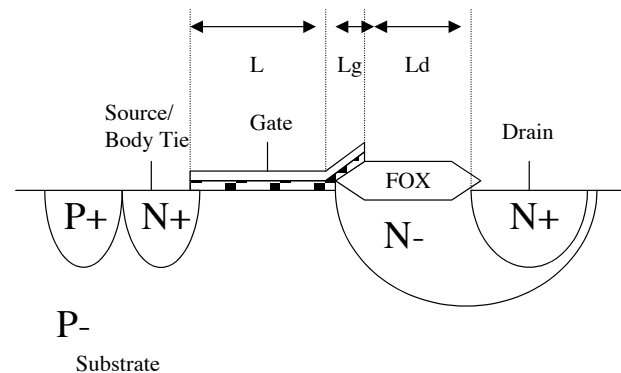 L
Lg
Ld
Source/
Body Tie
Gate
Drain
FOX
P+
N+
N-
N+
P-
Substrate